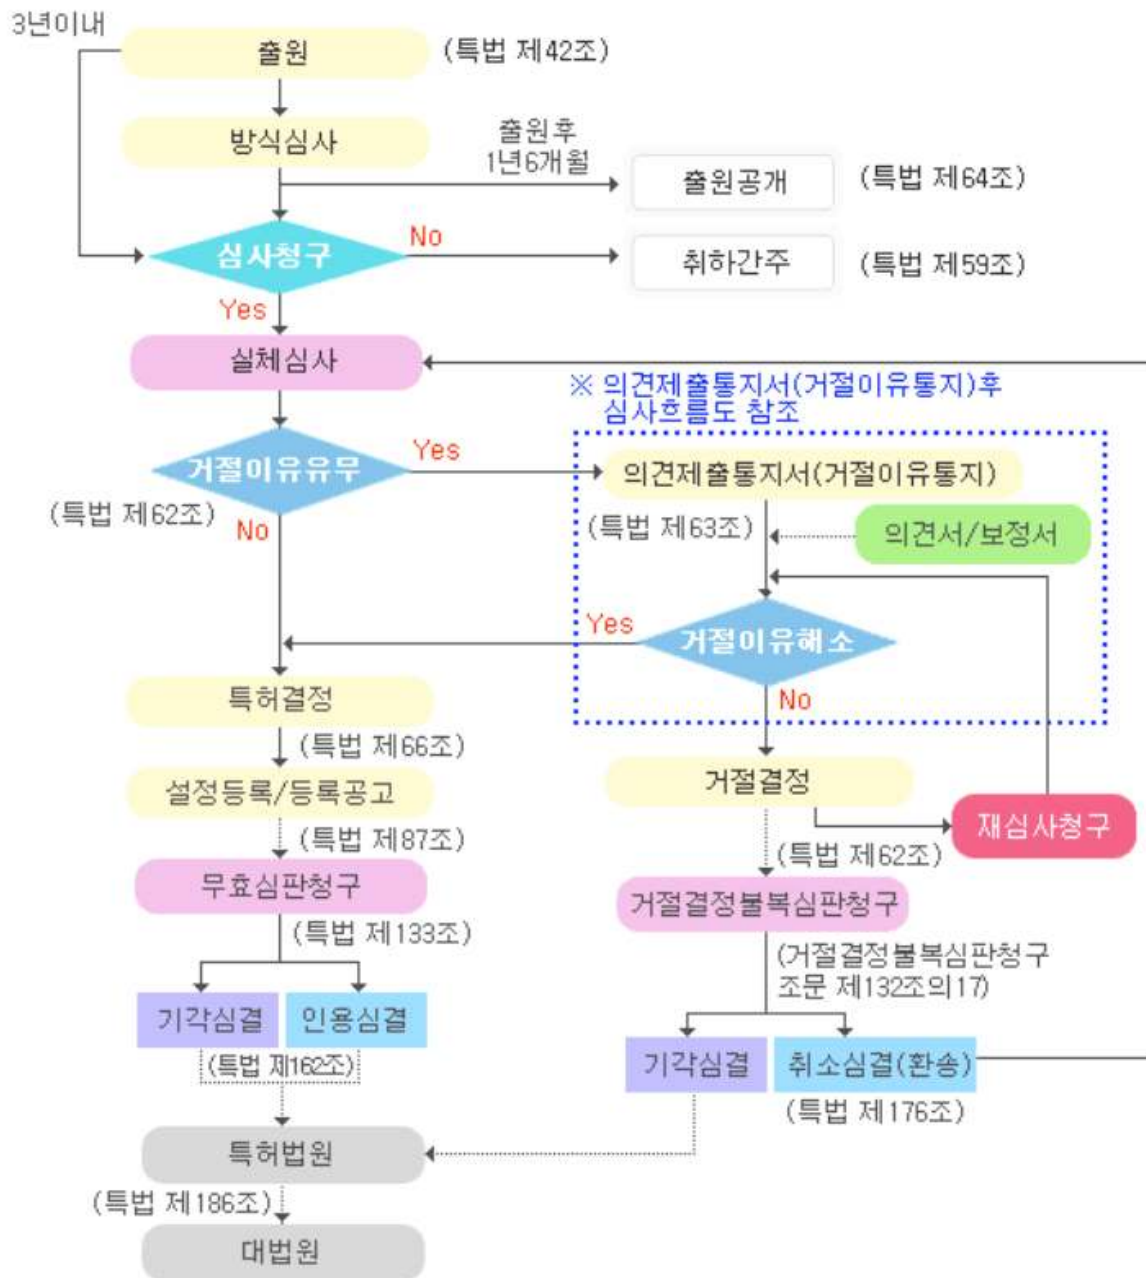 3년이내
출원
(특법 제42조)
방식심사
출원후
1년6개월
출원공개
(특법 제64조)
심사청구
No
취하간주
(특법 제59조)
Yes
실체심사
※ 의견제출통지서(거절이유통지)후
심사흐름도 참조
거절이유유무
Yes
의견제출통지서(거절이유통지)
(특법 제62조)
No
(특법 제63조)
의견서/보정서
Yes
거절이유해소
No
특허결정
(특법 제66조)
거절결정
설정등록/등록공고
재심사청구
(특법 제87조)
(특법 제62조)
무효심판청구
거절결정불복심판청구
(특법 제133조)
(거절결정불복심판청구
조문 제132조의17)
기각심결
인용심결
(특법 제162조)
기각심결
취소심결(환송)
(특법 제176조)
특허법원
(특법 제186조)
대법원